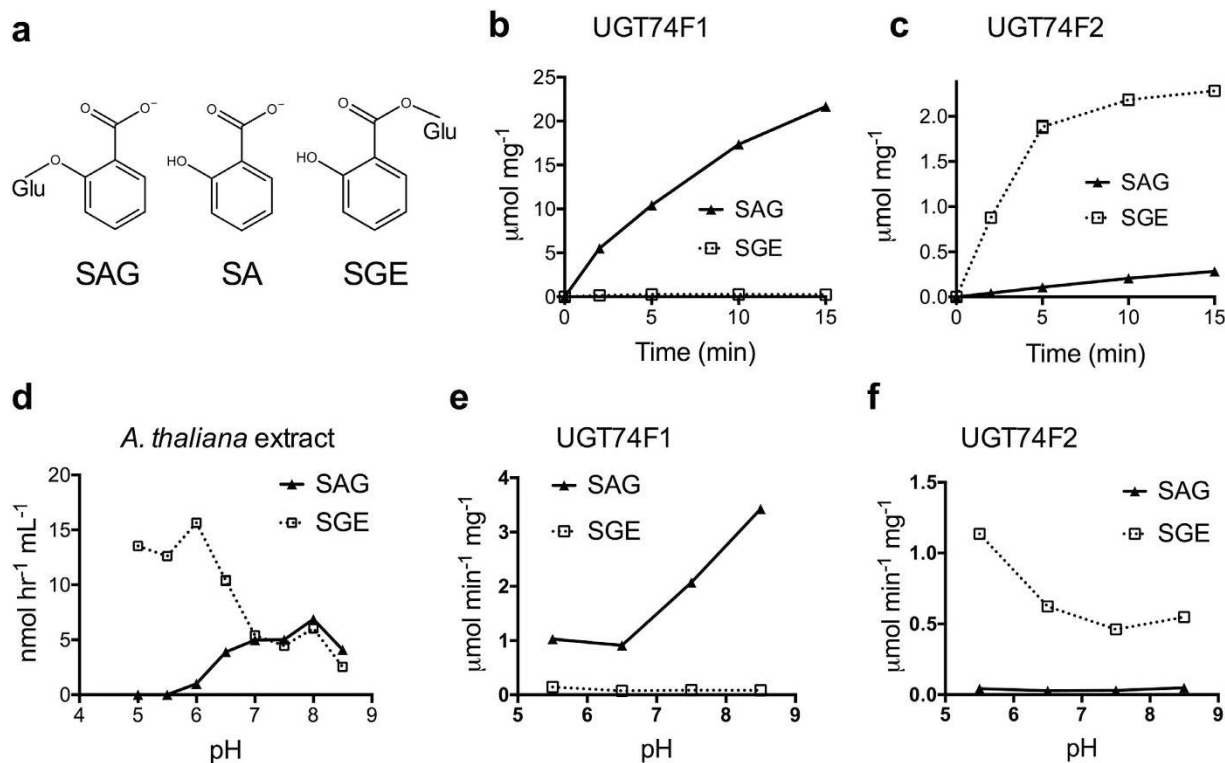 a
O
O⁻
O
Glu
SAG
O
O⁻
HO
SA
O
O
Glu
HO
SGE
b
UGT74F1
μmol mg⁻¹
25
20
15
10
5
0
SAG
SGE
0 5 10 15
Time (min)
c
UGT74F2
μmol mg⁻¹
2.0
1.5
1.0
0.5
0.0
SAG
SGE
0 5 10 15
Time (min)
d
A. thaliana extract
nmol hr⁻¹ mL⁻¹
20
15
10
5
0
SAG
SGE
4 5 6 7 8 9
pH
e
UGT74F1
μmol min⁻¹ mg⁻¹
4
3
2
1
0
SAG
SGE
5 6 7 8 9
pH
f
UGT74F2
μmol min⁻¹ mg⁻¹
1.5
1.0
0.5
0.0
SAG
SGE
5 6 7 8 9
pH